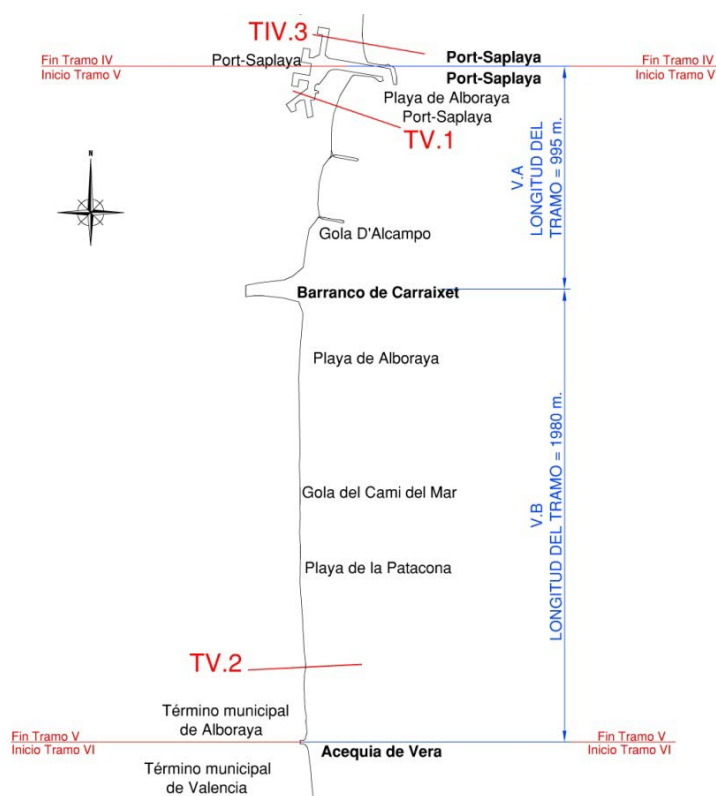 N
TIV.3
Port-Saplaya
Port-Saplaya
Fin Tramo IV
Inicio Tramo V
Fin Tramo IV
Inicio Tramo V
Port-Saplaya
Playa de Alboraya
Port-Saplaya
TV.1
V.A
LONGITUD DEL
TRAMO = 995 m.
Gola D'Alcampo
Barranco de Carraixet
Playa de Alboraya
Gola del Cami del Mar
Playa de la Patacona
V.B
LONGITUD DEL TRAMO = 1980 m.
TV.2
Término municipal
de Alboraya
Fin Tramo V
Inicio Tramo VI
Fin Tramo V
Inicio Tramo VI
Acequia de Vera
Término municipal
de Valencia